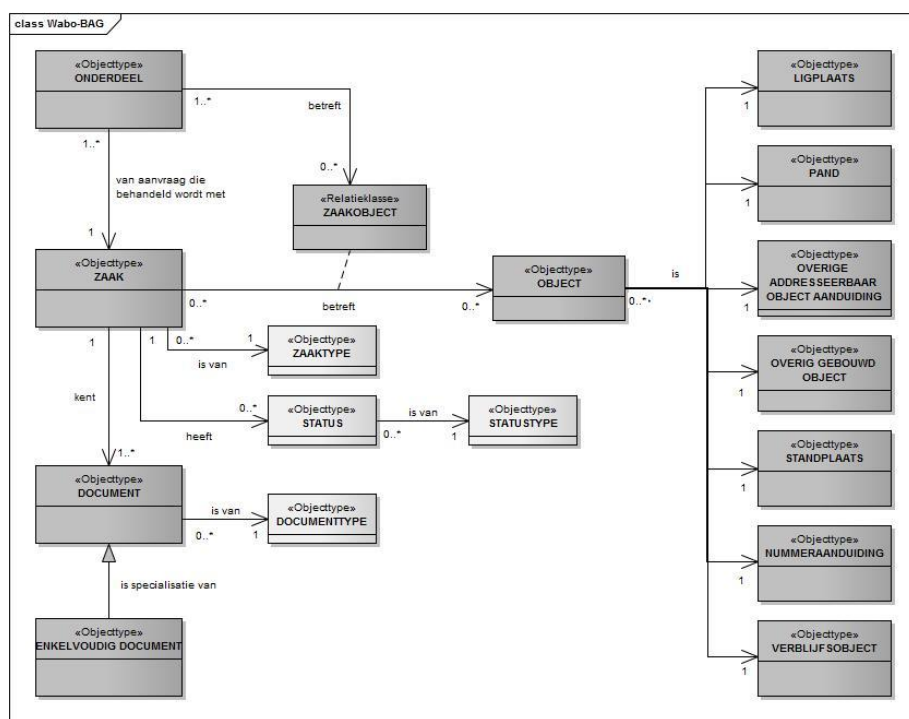 class Wabo-BAG
«Objecttype»
ONDERDEEL
1..*
betreft
0..*
1..*
van aanvraag die
behandeld wordt met
1
«Relatieklasse»
ZAAKOBJECT
«Objecttype»
ZAAK
0..*
betreft
0..*
«Objecttype»
OBJECT
is
0..*
1
1
0..*
is van
1
«Objecttype»
ZAAKTYPE
kent
heeft
0..*
«Objecttype»
STATUS
0..*
is van
1
«Objecttype»
STATUSTYPE
1..*
«Objecttype»
DOCUMENT
0..*
is van
1
«Objecttype»
DOCUMENTTYPE
is specialisatie van
«Objecttype»
ENKELVOUDIG DOCUMENT
«Objecttype»
LIGPLAATS
1
«Objecttype»
PAND
1
«Objecttype»
OVERIGE
ADDRESSEERBAAR
OBJECT AANDUIDING
1
«Objecttype»
OVERIG GEBOUWD
OBJECT
1
«Objecttype»
STANDPLAATS
1
«Objecttype»
NUMMERAANDUIDING
1
«Objecttype»
VERBLIJFSOBJECT
1